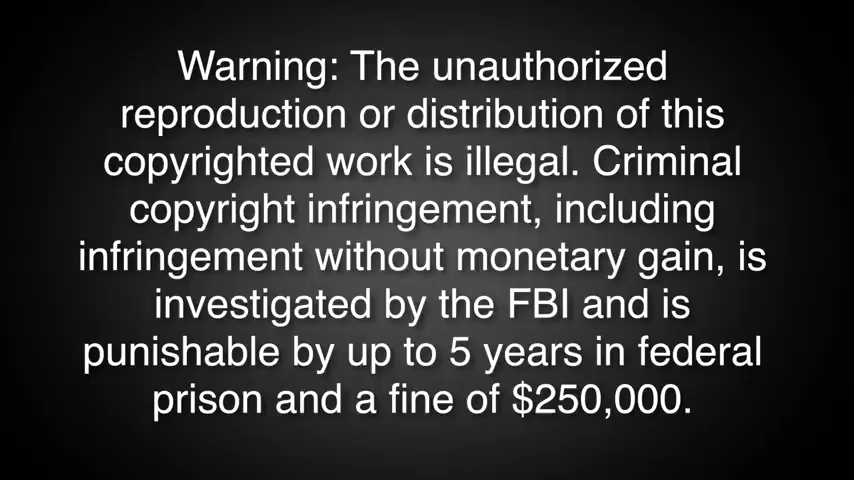 Warning: The unauthorized
reproduction or distribution of this
copyrighted work is illegal. Criminal
copyright infringement, including
infringement without monetary gain, is
investigated by the FBI and is
punishable by up to 5 years in federal
prison and a fine of $250,000.